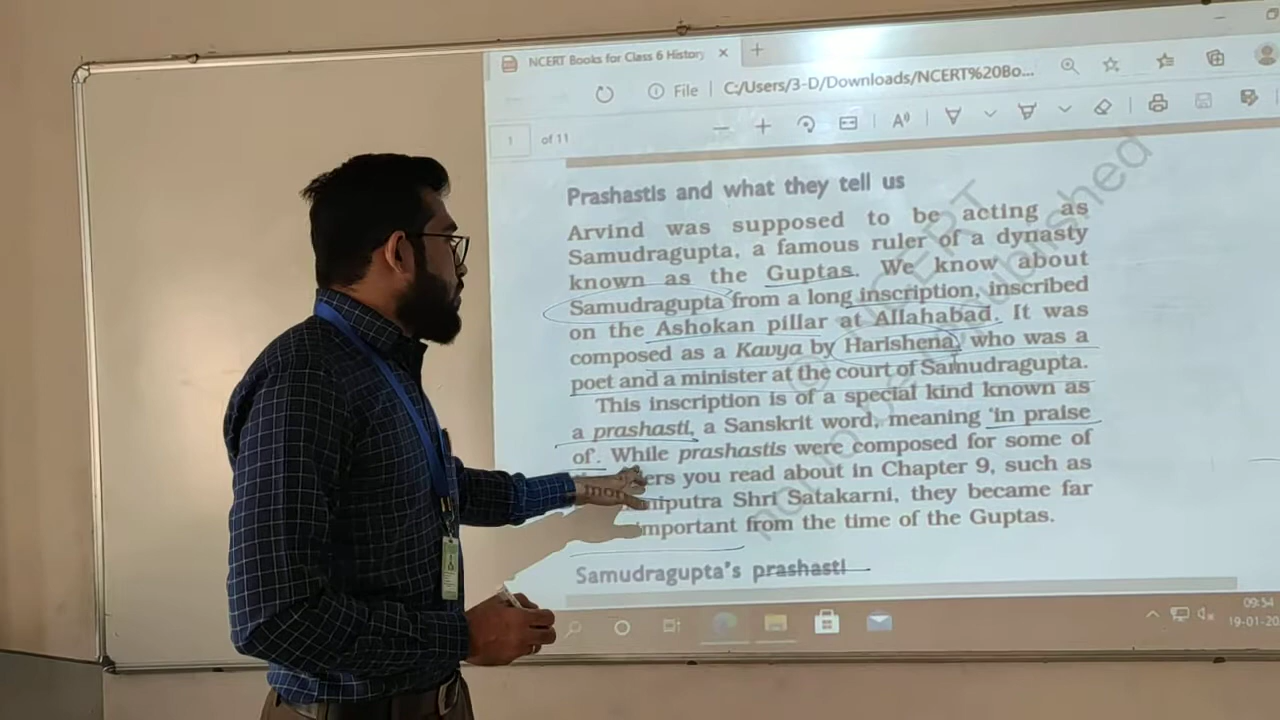 NCERT Books for Class 6 History
File | C:/Users/3-D/Downloads/NCERT%20Bo...
1 of 11
Prashastis and what they tell us
Arvind was supposed to be acting as
Samudragupta, a famous ruler of a dynasty
known as the Guptas. We know about
Samudragupta from a long inscription, inscribed
on the Ashokan pillar at Allahabad. It was
composed as a Kavya by Harishena, who was a
poet and a minister at the court of Samudragupta.
This inscription is of a special kind known as
a prashasti, a Sanskrit word, meaning 'in praise
of'. While prashastis were composed for some of
you read about in Chapter 9, such as
Shri Satakarni, they became far
important from the time of the Guptas.
Samudragupta's prashasti
© NCERT
not to be republished
09:54
19-01-20